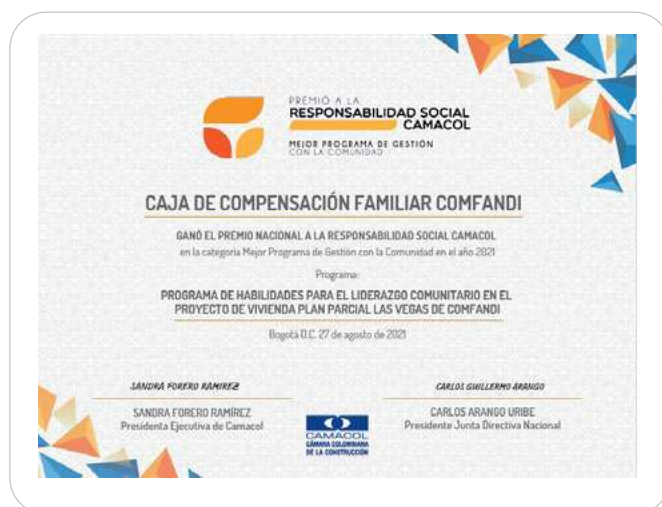 PREMIO A LA
RESPONSABILIDAD SOCIAL
CAMACOL
MEJOR PROGRAMA DE GESTIÓN
CON LA COMUNIDAD
CAJA DE COMPENSACIÓN FAMILIAR COMFANDI
GANÓ EL PREMIO NACIONAL A LA RESPONSABILIDAD SOCIAL CAMACOL
en la categoría Mejor Programa de Gestión con la Comunidad en el año 2021
Programa:
PROGRAMA DE HABILIDADES PARA EL LIDERAZGO COMUNITARIO EN EL
PROYECTO DE VIVIENDA PLAN PARCIAL LAS VEGAS DE COMFANDI
Bogotá D.C. 27 de agosto de 2021
SANDRA FORERO RAMIREZ
SANDRA FORERO RAMÍREZ
Presidenta Ejecutiva de Camacol
CARLOS GUILLERMO ARANGO
CARLOS ARANGO URIBE
Presidente Junta Directiva Nacional
CAMACOL
CÁMARA COLOMBIANA
DE LA CONSTRUCCIÓN